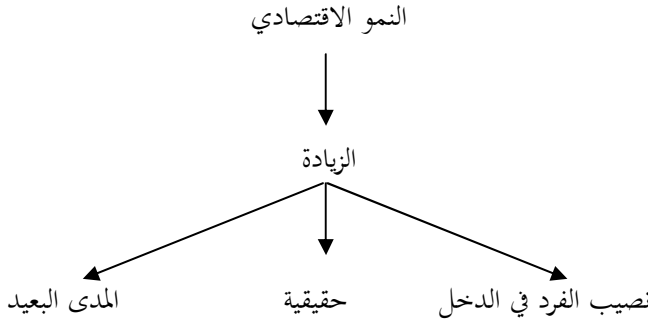 النمو الاقتصادي
الزيادة
نصيب الفرد في الدخل
حقيقية
المدى البعيد